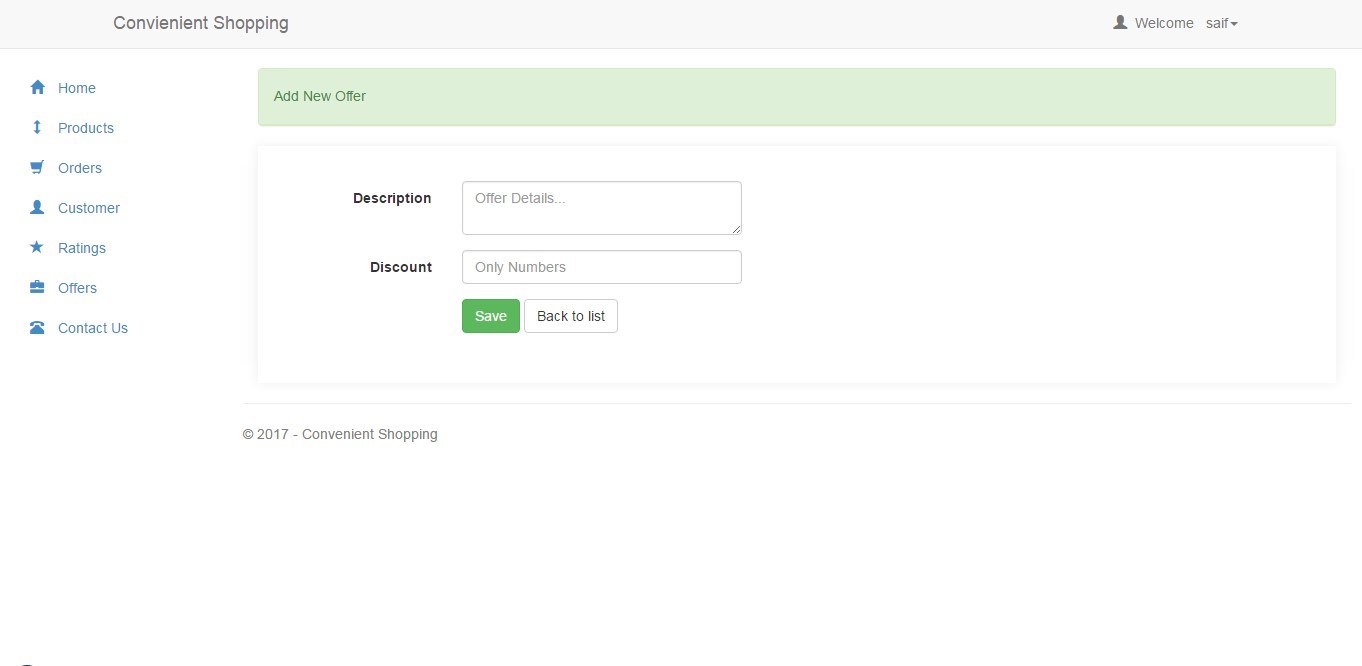 Convienient Shopping
Welcome saif
Home
Products
Orders
Customer
Ratings
Offers
Contact Us
Add New Offer
Description
Offer Details...
Discount
Only Numbers
Save
Back to list
© 2017 - Convenient Shopping